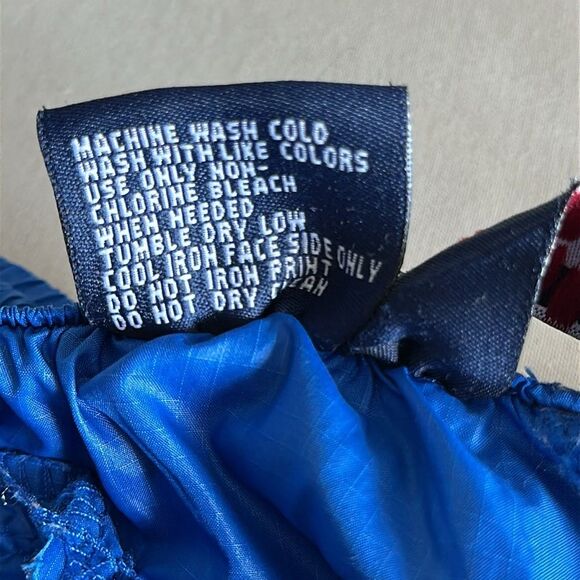 MACHINE WASH COLD
WASH WITH LIKE COLORS
USE ONLY NON-
CHLORINE BLEACH
WHEN NEEDED
TUMBLE DRY LOW
COOL IRON FACE SIDE ONLY
DO NOT IRON PRINT
DO NOT DRY CLEAN